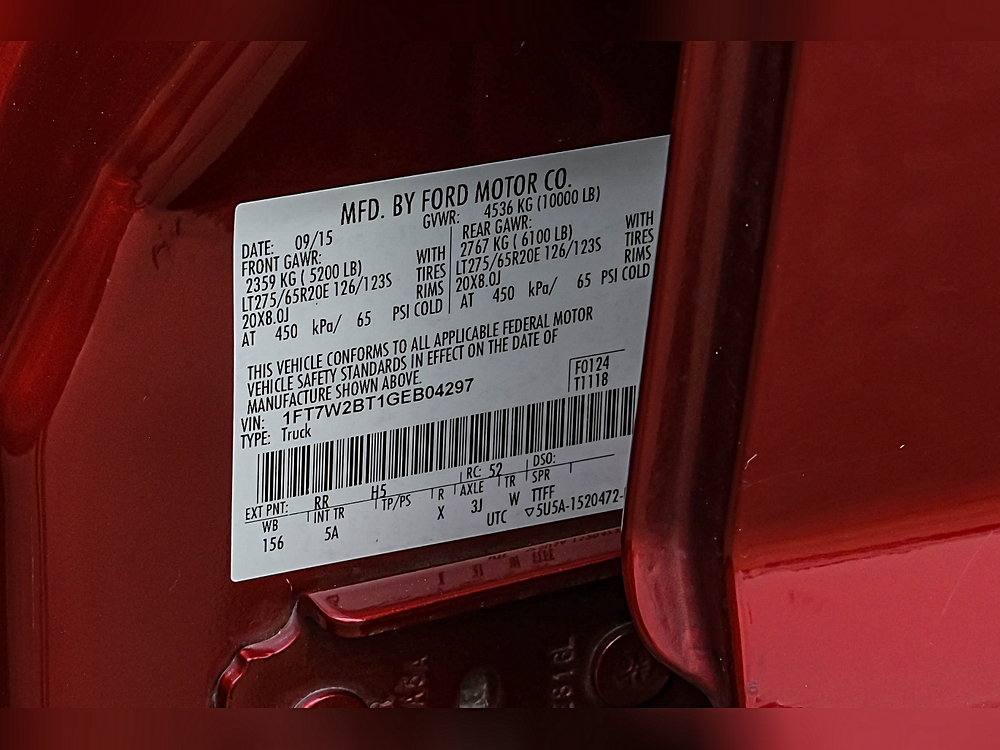 MFD. BY FORD MOTOR CO.
DATE: 09/15 GVWR: 4536 KG (10000 LB)
FRONT GAWR: WITH
2359 KG ( 5200 LB) TIRES
LT275/65R20E 126/123S RIMS
20X8.0J
AT 450 kPa/ 65 PSI COLD
REAR GAWR: WITH
2767 KG ( 6100 LB) TIRES
LT275/65R20E 126/123S RIMS
20X8.0J
AT 450 kPa/ 65 PSI COLD
THIS VEHICLE CONFORMS TO ALL APPLICABLE FEDERAL MOTOR
VEHICLE SAFETY STANDARDS IN EFFECT ON THE DATE OF
MANUFACTURE SHOWN ABOVE.
VIN: 1FT7W2BT1GEB04297
TYPE: Truck
F0124
T111B
EXT PNT: RR H5 RC: 52 DSO:
WB INT TR TP/PS R AXLE TR SPR
156 5A X 3J W TTFF
UTC ▽5U5A-1520472-